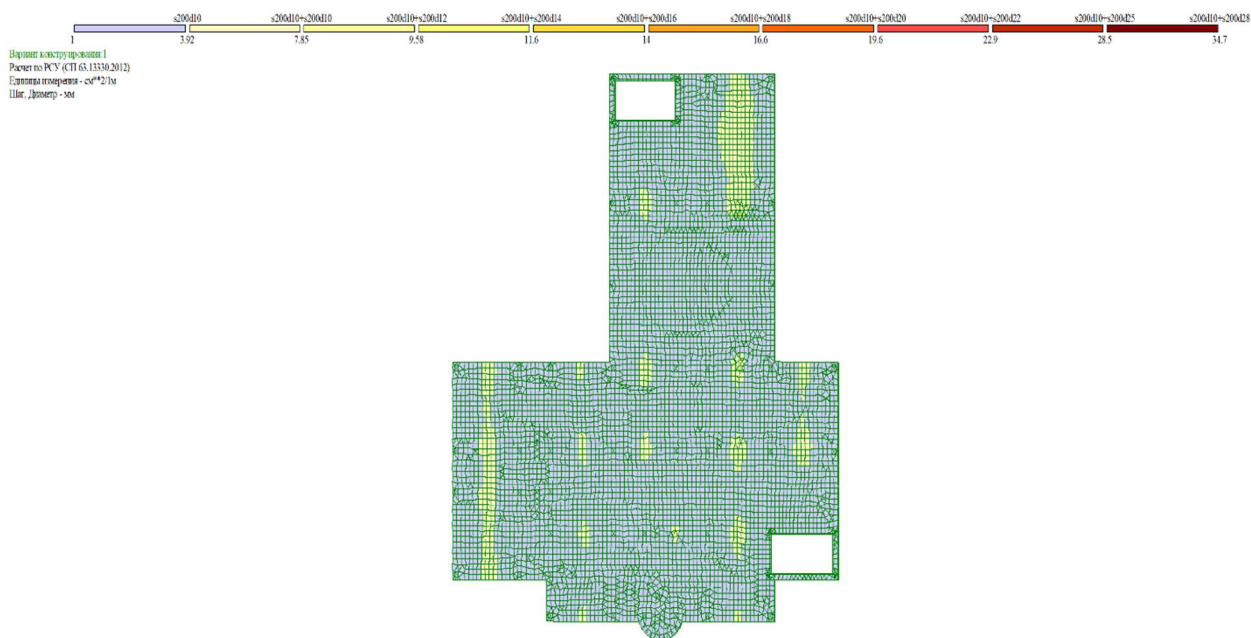 s200d10 s200d10+s200d10 s200d10+s200d12 s200d10+s200d14 s200d10+s200d16 s200d10+s200d18 s200d10+s200d20 s200d10+s200d22 s200d10+s200d25 s200d10+s200d28
1 3.92 7.85 9.58 11.6 14 16.6 19.6 22.9 28.5 34.7
Вариант конструирования:1
Расчет по РСУ (СП 63.13330.2012)
Единицы измерения - см**2/1м
Шаг, Диаметр - мм